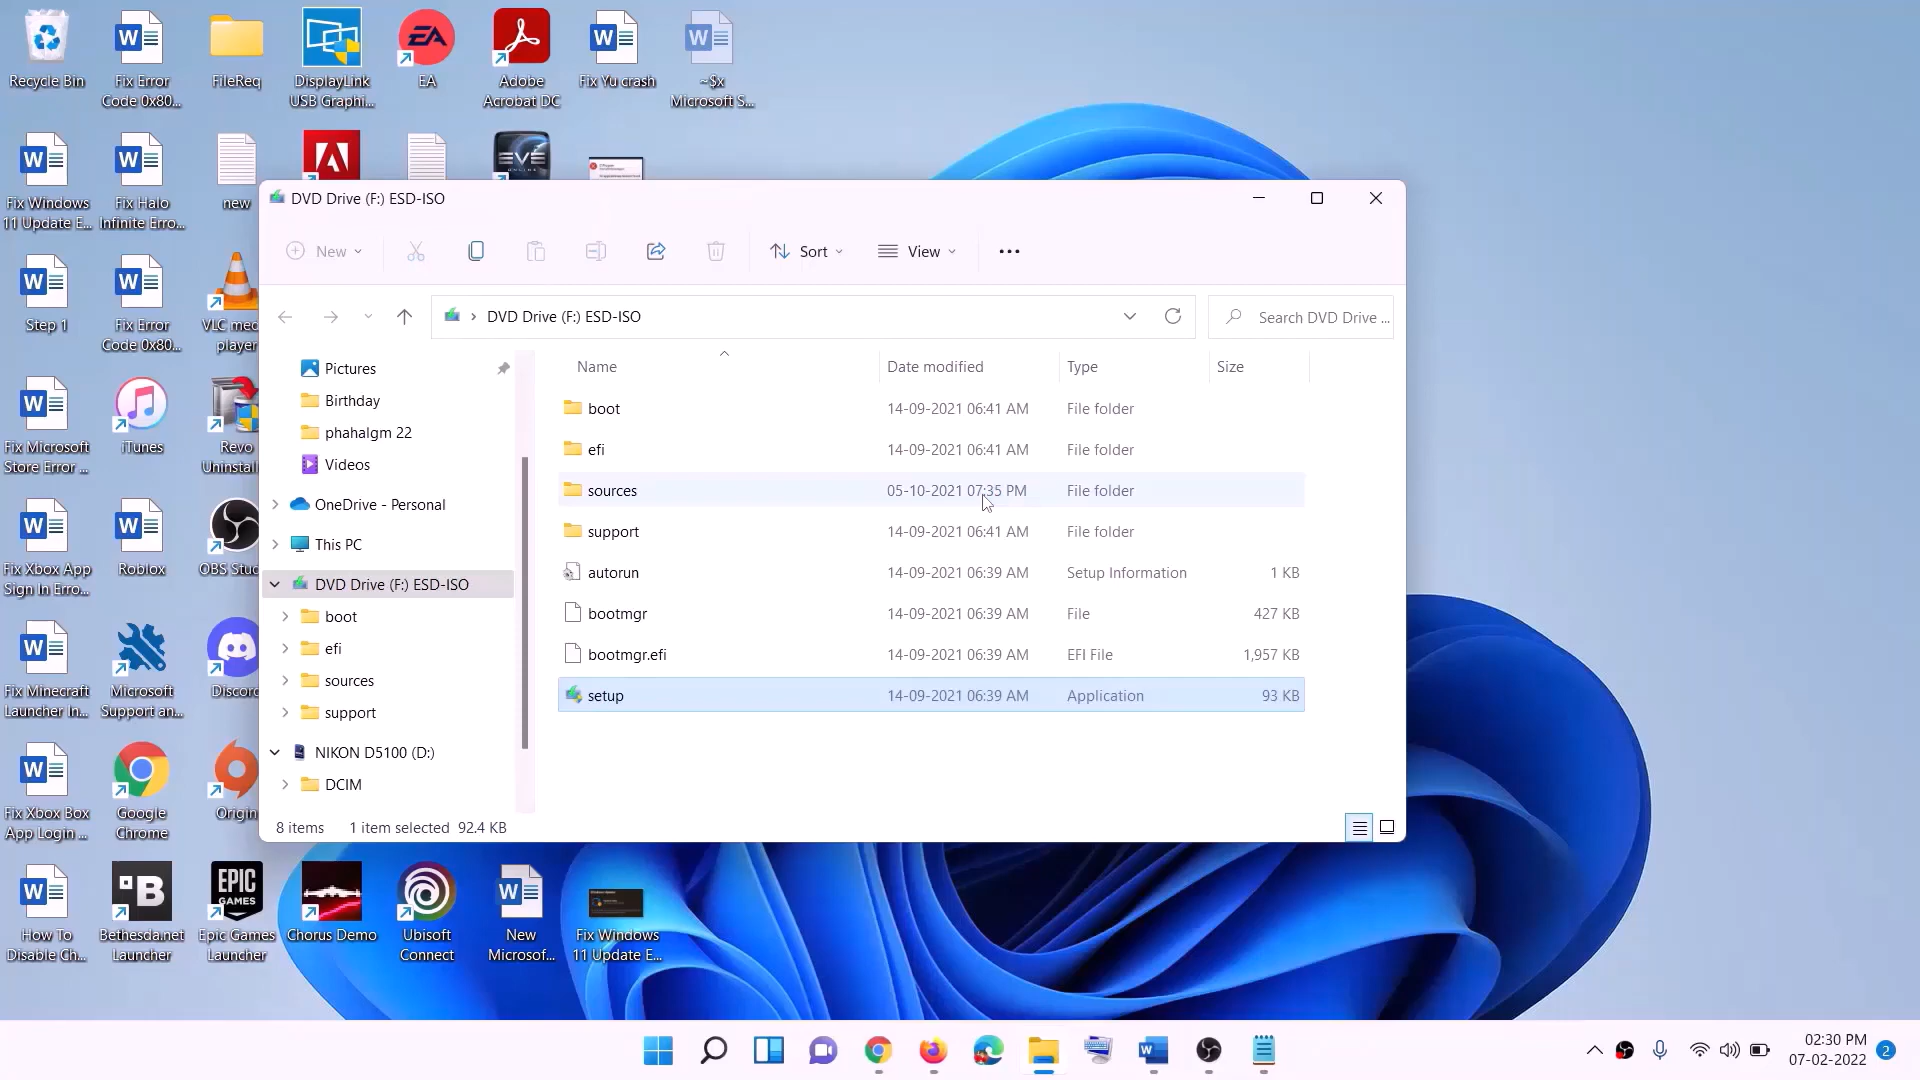 Recycle Bin
Fix Error
Code 0x80...
FileReq
DisplayLink
USB Graphi...
EA
Adobe
Acrobat DC
Fix Yu crash
~$x
Microsoft S...
Fix Windows
11 Update E...
Fix Halo
Infinite Erro...
new
EVE
ONLINE
Step 1
Fix Error
Code 0x80...
VLC med
player
Fix Microsoft
Store Error ...
iTunes
Revo
Uninstal
Fix Xbox App
Sign In Erro...
Roblox
OBS Stud
Fix Minecraft
Launcher In...
Microsoft
Support an...
Discord
Fix Xbox Box
App Login ...
Google
Chrome
Origin
How To
Disable Ch...
Bethesda.net
Launcher
EPIC
GAMES
Epic Games
Launcher
Chorus Demo
Ubisoft
Connect
New
Microsof...
Fix Windows
11 Update E...
DVD Drive (F:) ESD-ISO
New
Sort
View
DVD Drive (F:) ESD-ISO
Search DVD Drive ...
Pictures
Birthday
phahalgm 22
Videos
OneDrive - Personal
This PC
DVD Drive (F:) ESD-ISO
boot
efi
sources
support
NIKON D5100 (D:)
DCIM
Name Date modified Type Size
boot 14-09-2021 06:41 AM File folder
efi 14-09-2021 06:41 AM File folder
sources 05-10-2021 07:35 PM File folder
support 14-09-2021 06:41 AM File folder
autorun 14-09-2021 06:39 AM Setup Information 1 KB
bootmgr 14-09-2021 06:39 AM File 427 KB
bootmgr.efi 14-09-2021 06:39 AM EFI File 1,957 KB
setup 14-09-2021 06:39 AM Application 93 KB
8 items 1 item selected 92.4 KB
02:30 PM
07-02-2022
2